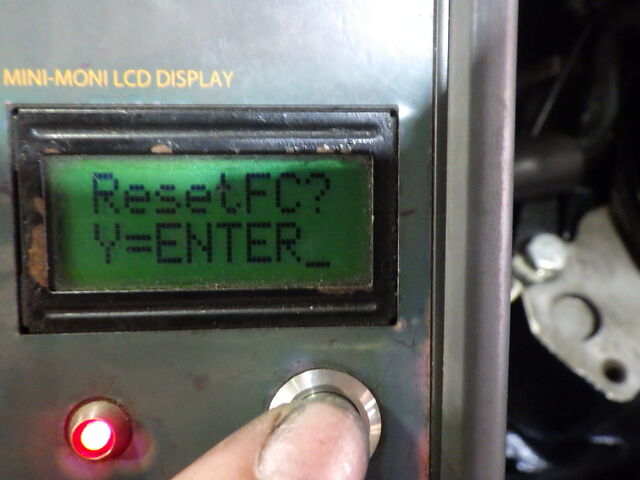 MINI-MONI LCD DISPLAY
ResetFC?
Y=ENTER_